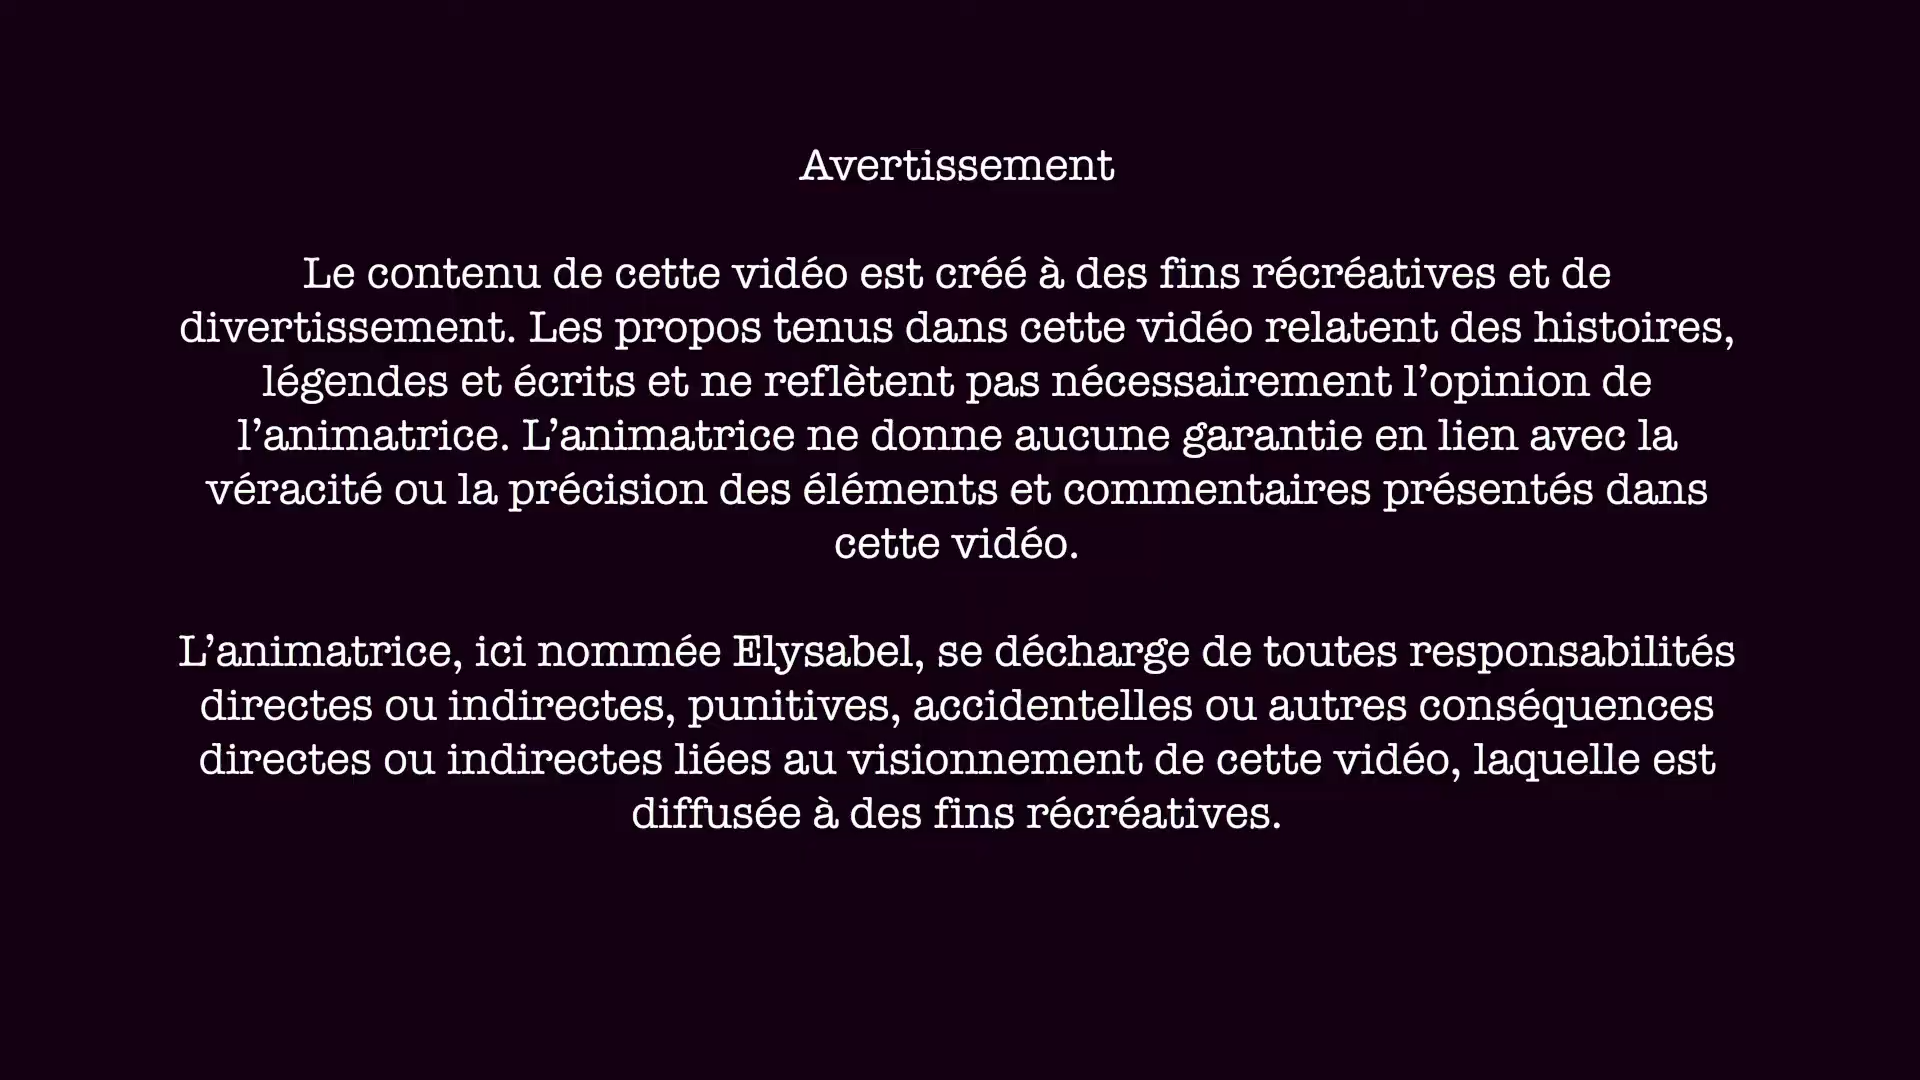 Avertissement
Le contenu de cette vidéo est créé à des fins récréatives et de
divertissement. Les propos tenus dans cette vidéo relatent des histoires,
légendes et écrits et ne reflètent pas nécessairement l’opinion de
l’animatrice. L’animatrice ne donne aucune garantie en lien avec la
véracité ou la précision des éléments et commentaires présentés dans
cette vidéo.
L’animatrice, ici nommée Elysabel, se décharge de toutes responsabilités
directes ou indirectes, punitives, accidentelles ou autres conséquences
directes ou indirectes liées au visionnement de cette vidéo, laquelle est
diffusée à des fins récréatives.